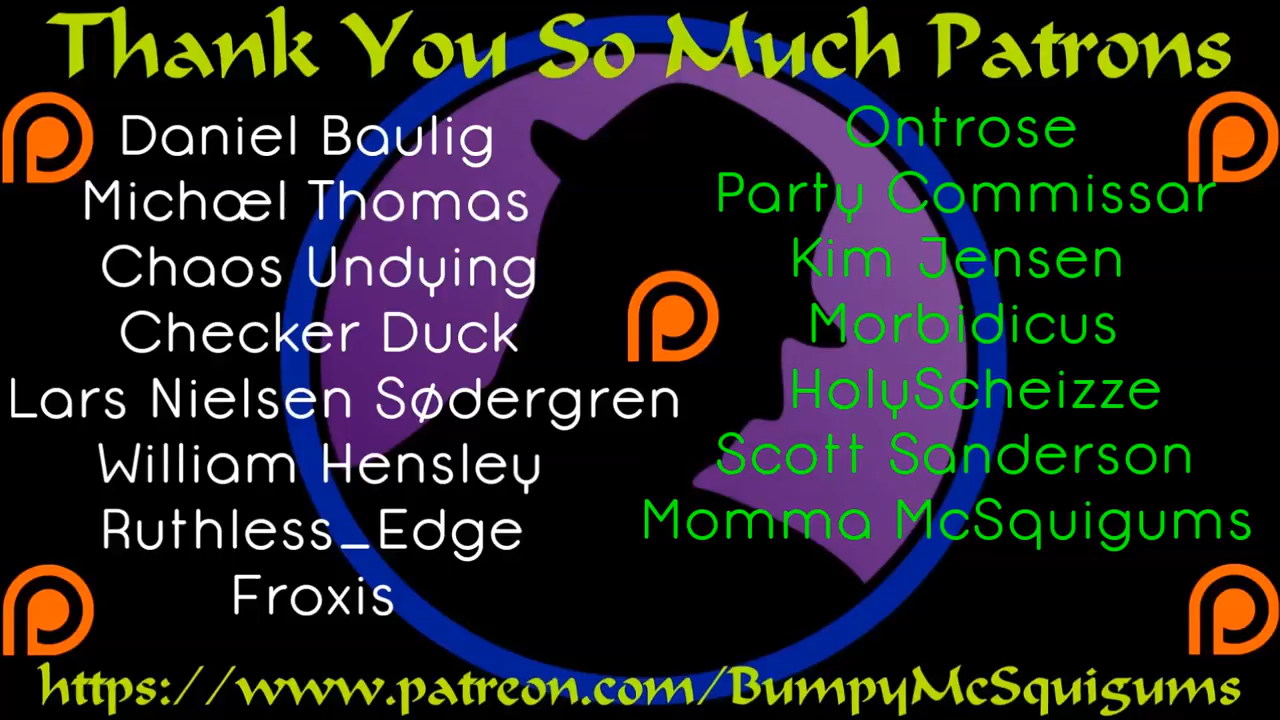 Thank You So Much Patrons
Daniel Baulig
Michael Thomas
Chaos Undying
Checker Duck
Lars Nielsen Sødergren
William Hensley
Ruthless_Edge
Froxis
Ontrose
Party Commissar
Kim Jensen
Morbidicus
HolyScheizze
Scott Sanderson
Momma McSquigums
https://www.patreon.com/BumpyMcSquigums